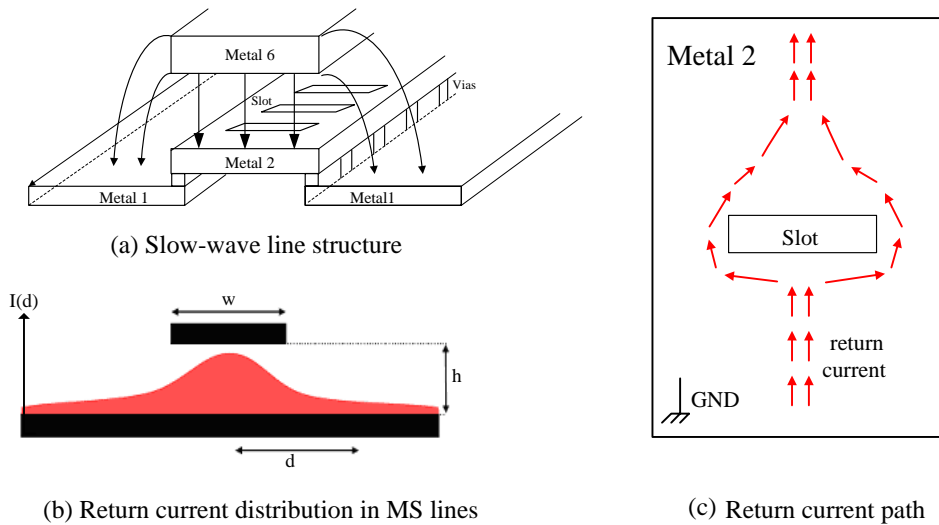 Metal 6
Slot
Vias
Metal 2
Metal 1
Metal1
(a) Slow-wave line structure
I(d)
w
h
d
(b) Return current distribution in MS lines
Metal 2
Slot
return
current
GND
(c) Return current path